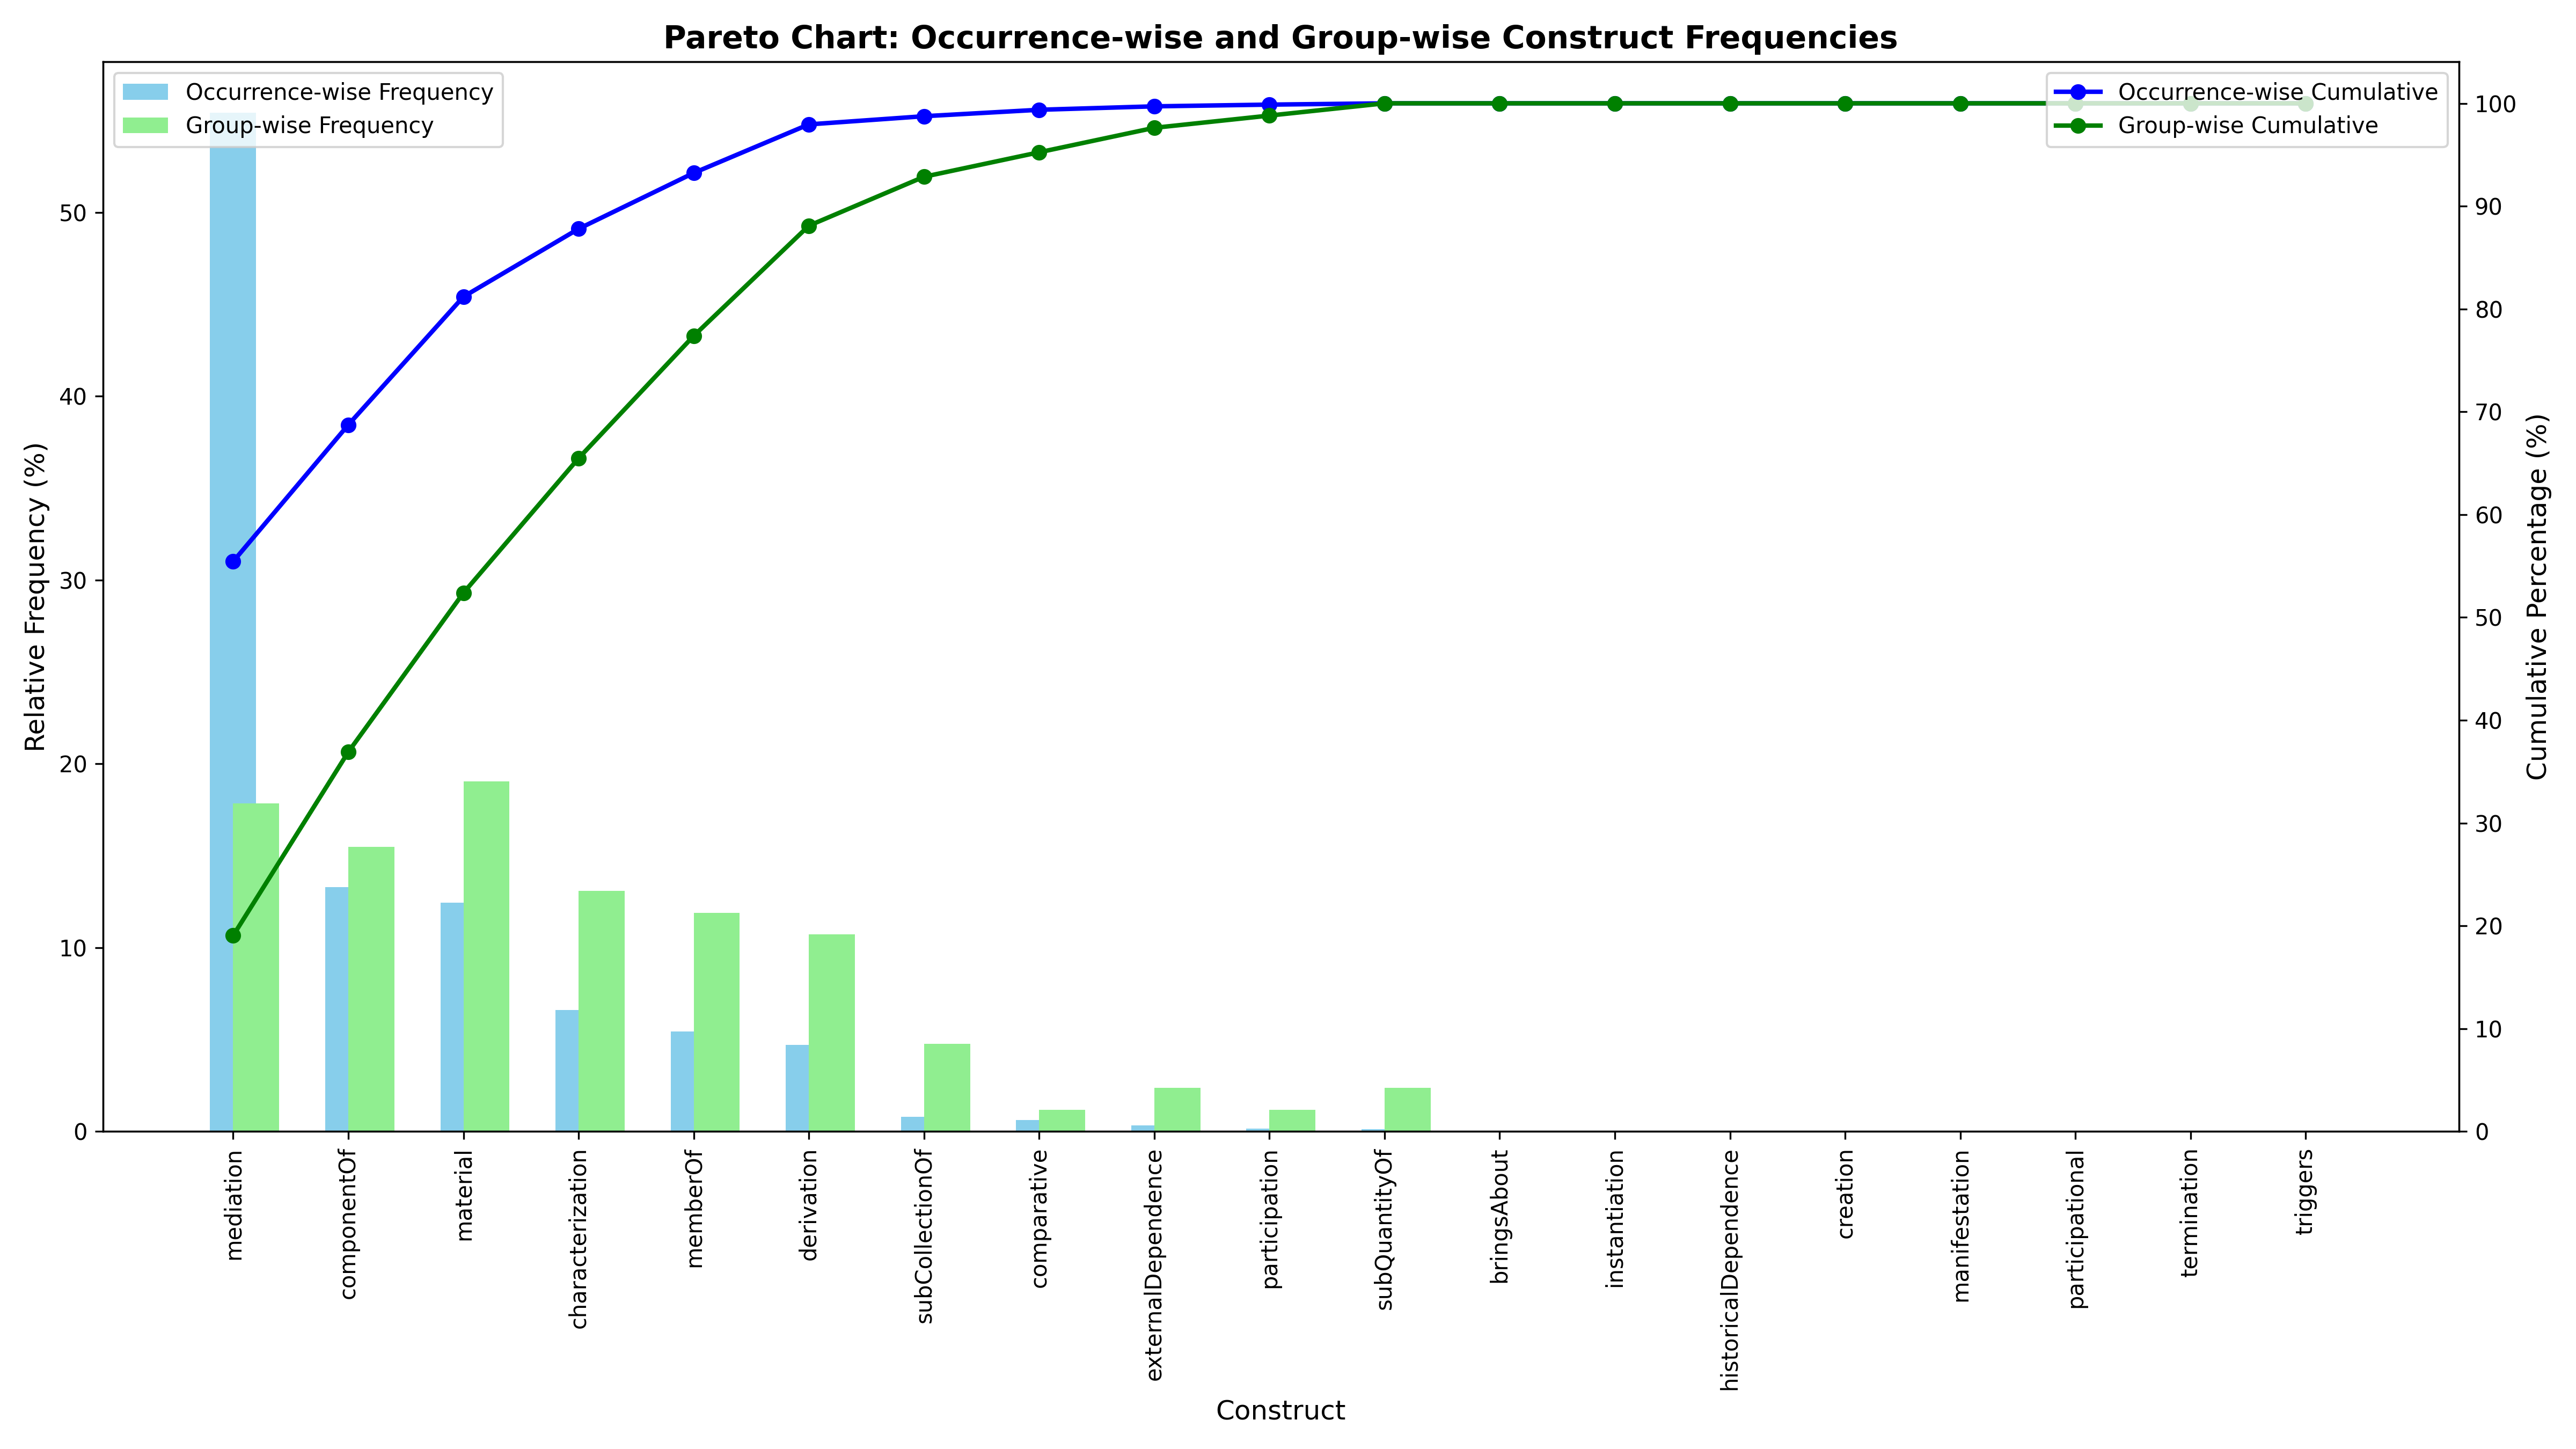 Pareto Chart: Occurrence-wise and Group-wise Construct Frequencies
Occurrence-wise Frequency
Group-wise Frequency
Occurrence-wise Cumulative
Group-wise Cumulative
Relative Frequency (%)
50
40
30
20
10
0
Cumulative Percentage (%)
100
90
80
70
60
50
40
30
20
10
0
mediation
componentOf
material
characterization
memberOf
derivation
subCollectionOf
comparative
externalDependence
participation
subQuantityOf
bringsAbout
instantiation
historicalDependence
creation
manifestation
participational
termination
triggers
Construct